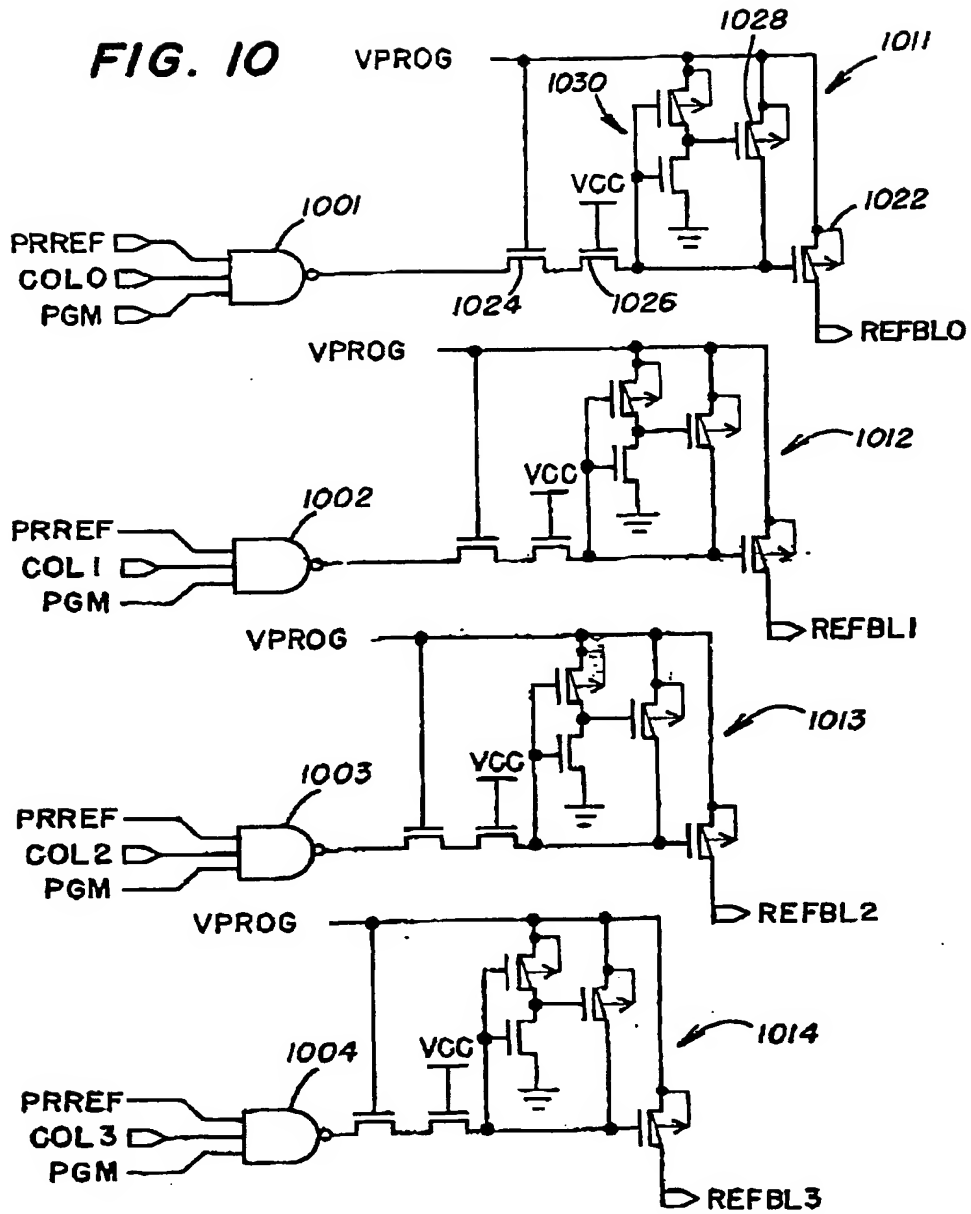 FIG. 10
VPROG
1028
1011
1030
VCC
1022
1001
PRREF
COL0
PGM
1024
1026
REFBL0
VPROG
1012
VCC
1002
PRREF
COL1
PGM
REFBL1
VPROG
1013
VCC
1003
PRREF
COL2
PGM
REFBL2
VPROG
1014
VCC
1004
PRREF
COL3
PGM
REFBL3